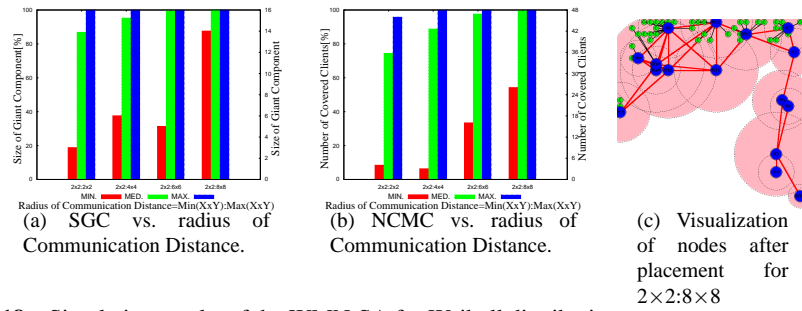 100
80
60
40
20
0
Size of Giant Component[%]
16
14
12
10
8
6
4
2
0
Size of Giant Component
2x2:2x2 2x2:4x4 2x2:6x6 2x2:8x8
MIN. MED. MAX.
Radius of Communication Distance=Min(XxY):Max(XxY)
(a) SGC vs. radius of
Communication Distance.
100
80
60
40
20
0
Number of Covered Clients[%]
48
42
36
30
24
18
12
6
0
Number of Covered Clients
2x2:2x2 2x2:4x4 2x2:6x6 2x2:8x8
MIN. MED. MAX.
Radius of Communication Distance=Min(XxY):Max(XxY)
(b) NCMC vs. radius of
Communication Distance.
(c) Visualization
of nodes after
placement for
2×2:8×8